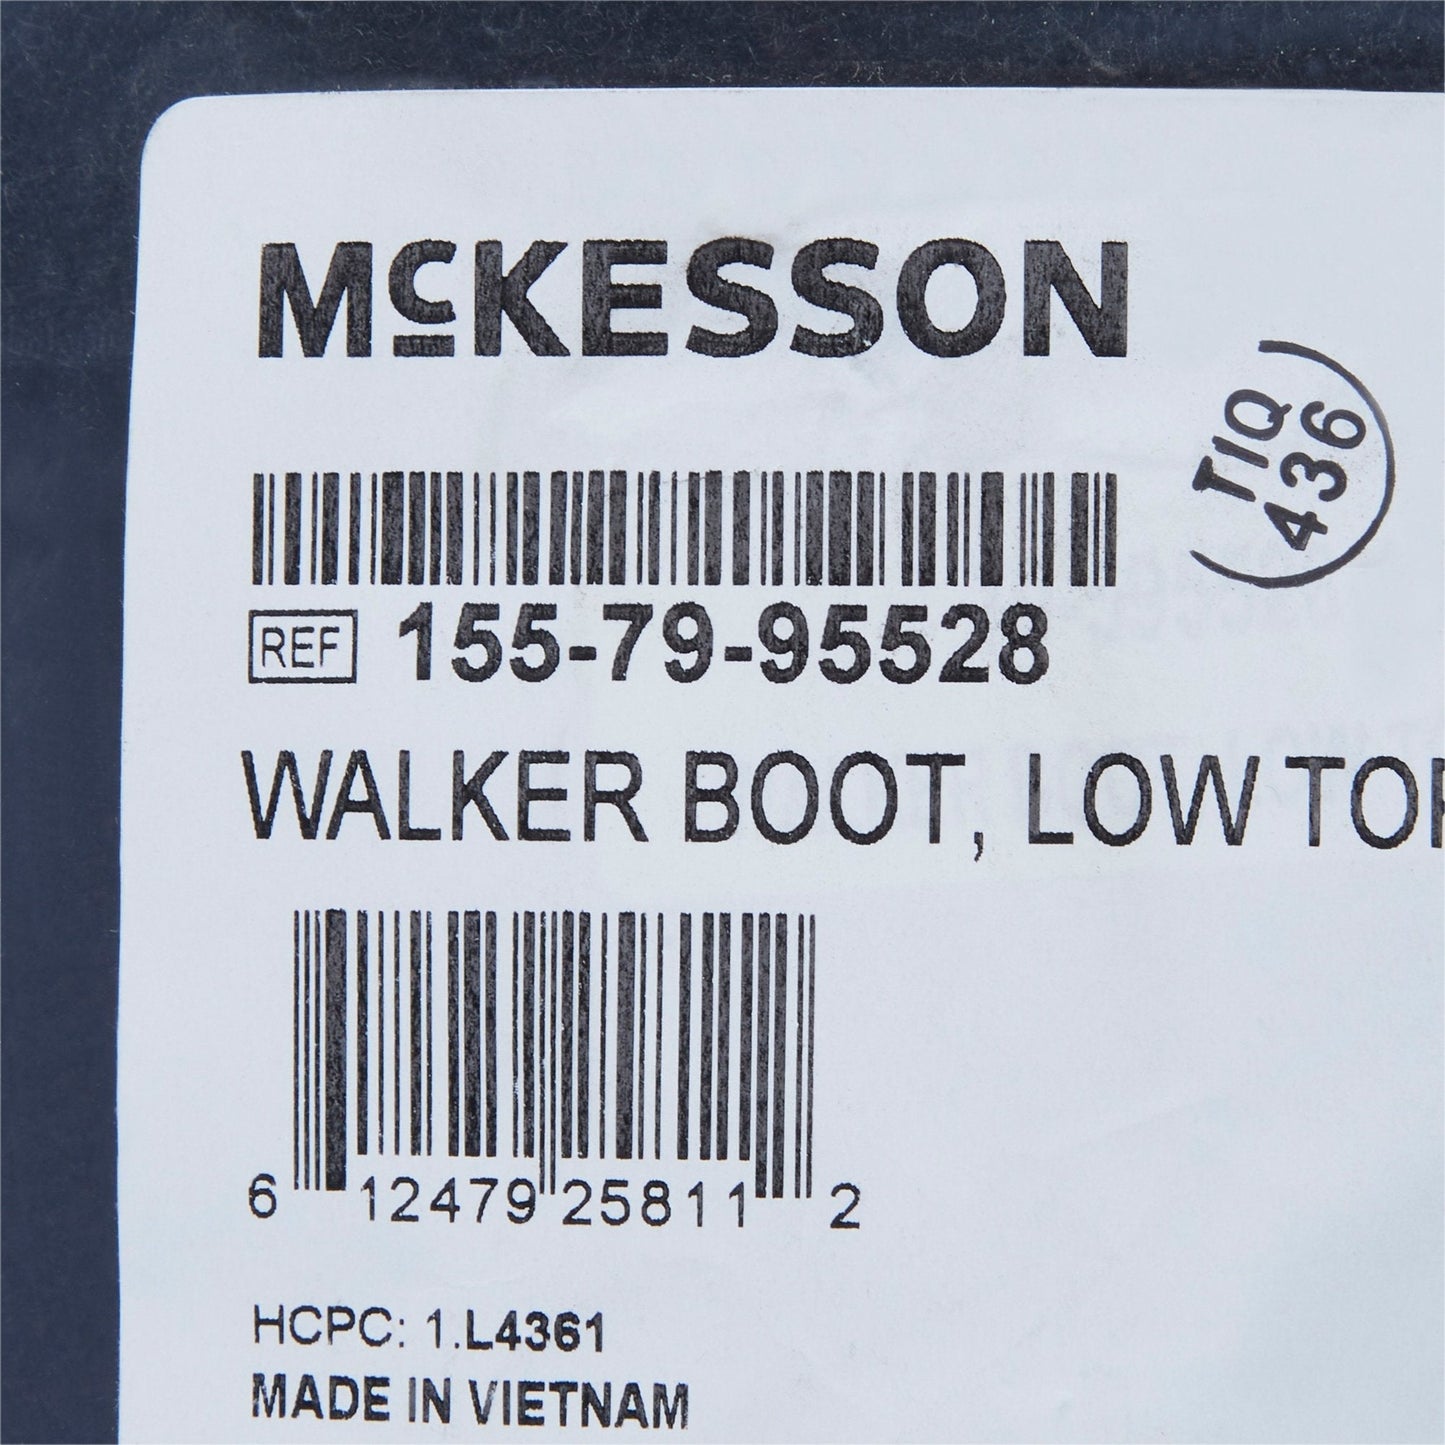 McKESSON
TIQ
436
REF 155-79-95528
WALKER BOOT, LOW TOP
6 12479 25811 2
HCPC: 1.L4361
MADE IN VIETNAM